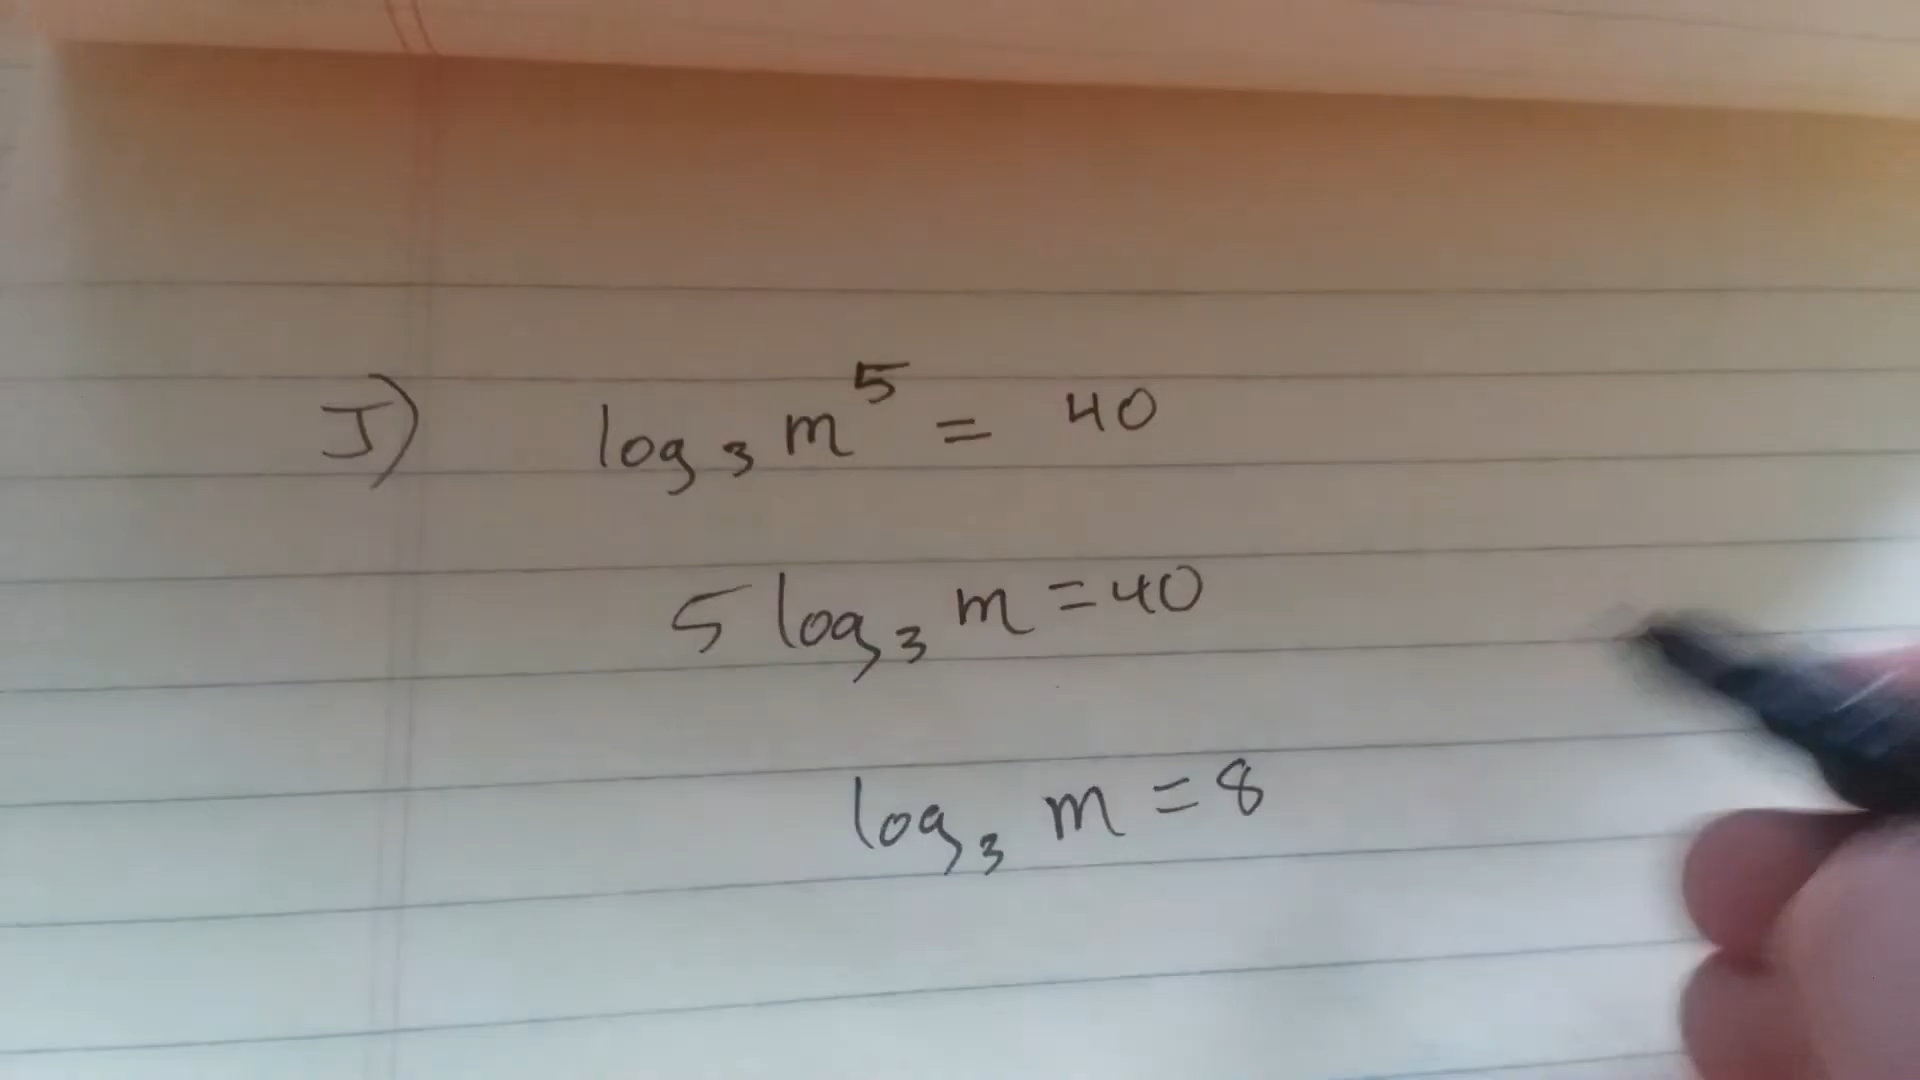 J) log₃ m⁵ = 40
5 log₃ m = 40
log₃ m = 8